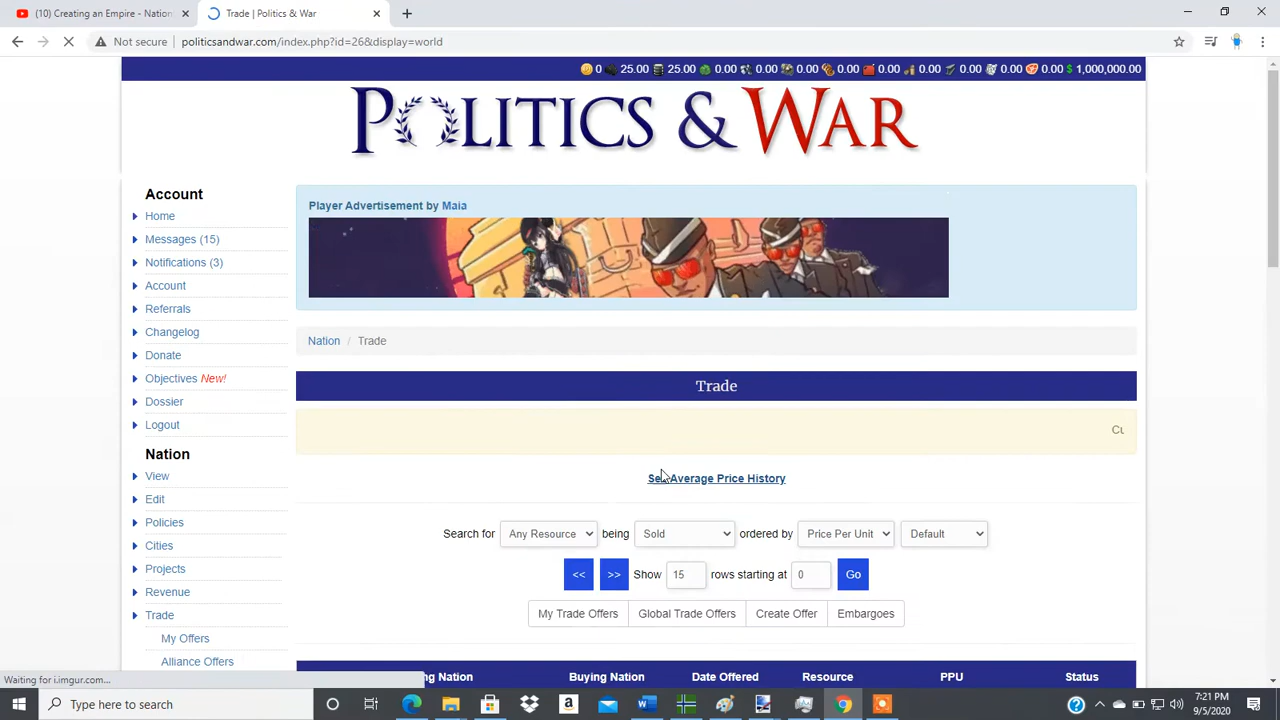 (10) Creating an Empire - Nation
Trade | Politics & War
Not secure | politicsandwar.com/index.php?id=26&display=world
0 25.00 25.00 0.00 0.00 0.00 0.00 0.00 0.00 0.00 0.00 0.00 $ 1,000,000.00
POLITICS & WAR
Account
Home
Messages (15)
Notifications (3)
Account
Referrals
Changelog
Donate
Objectives New!
Dossier
Logout
Nation
View
Edit
Policies
Cities
Projects
Revenue
Trade
My Offers
Alliance Offers
Player Advertisement by Maia
Nation / Trade
Trade
See Average Price History
Search for Any Resource being Sold ordered by Price Per Unit Default
<< >> Show 15 rows starting at 0 Go
My Trade Offers Global Trade Offers Create Offer Embargoes
ng Nation Buying Nation Date Offered Resource PPU Status
Waiting for i.imgur.com...
Type here to search
7:21 PM
9/5/2020